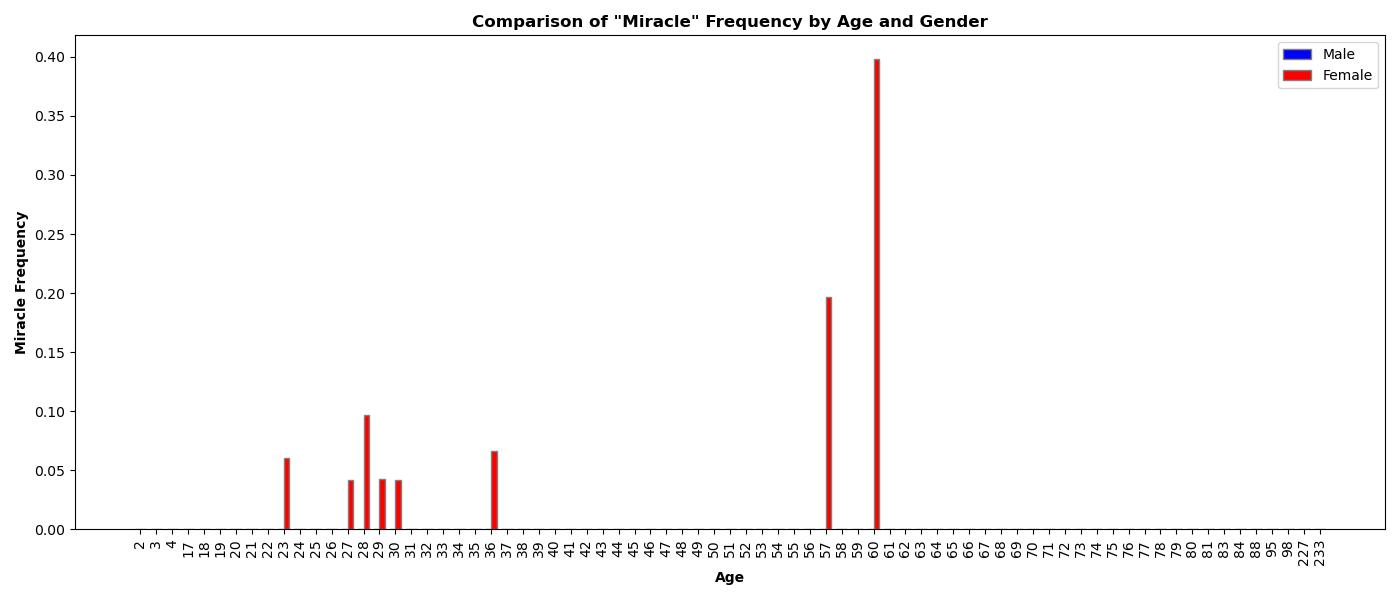 Comparison of "Miracle" Frequency by Age and Gender
Male
Female
0.40
0.35
0.30
0.25
0.20
0.15
0.10
0.05
0.00
Miracle Frequency
2 3 4 17 18 19 20 21 22 23 24 25 26 27 28 29 30 31 32 33 34 35 36 37 38 39 40 41 42 43 44 45 46 47 48 49 50 51 52 53 54 55 56 57 58 59 60 61 62 63 64 65 66 67 68 69 70 71 72 73 74 75 76 77 78 79 80 81 83 84 88 95 98 227 233
Age